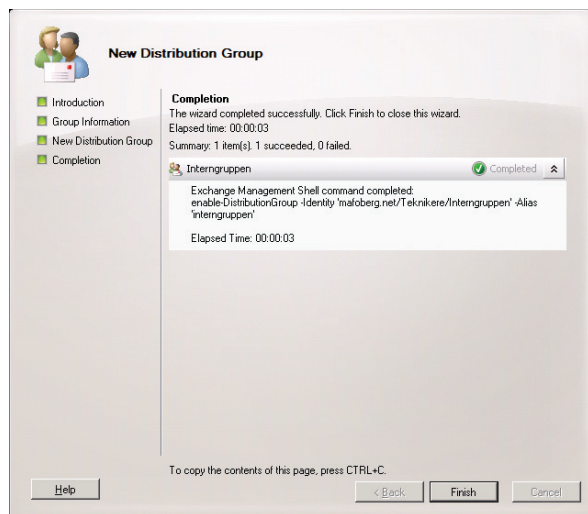 New Distribution Group
Introduction
Group Information
New Distribution Group
Completion
Completion
The wizard completed successfully. Click Finish to close this wizard.
Elapsed time: 00:00:03
Summary: 1 item(s). 1 succeeded, 0 failed.
Interngruppen
Completed
Exchange Management Shell command completed:
enable-DistributionGroup -Identity 'mafoberg.net/Teknikere/Interngruppen' -Alias
'interngruppen'
Elapsed Time: 00:00:03
To copy the contents of this page, press CTRL+C.
Help
< Back
Finish
Cancel